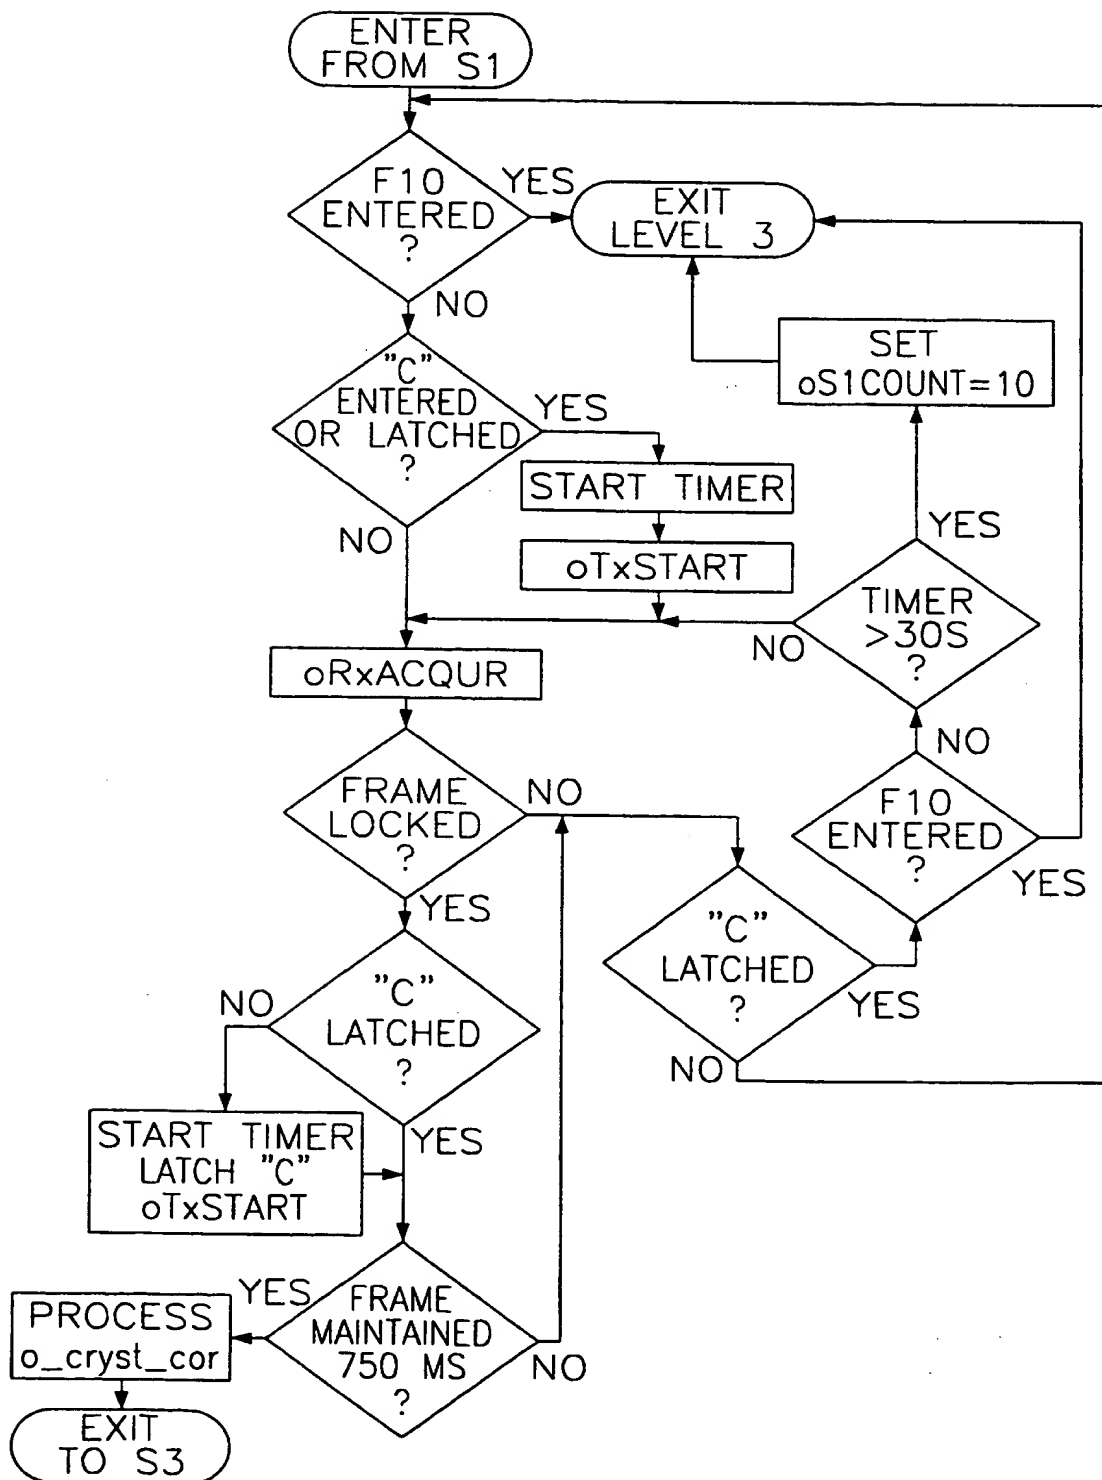 ENTER
FROM S1
F10
ENTERED
?
YES
NO
EXIT
LEVEL 3
"C"
ENTERED
OR LATCHED
?
YES
NO
SET
oS1COUNT=10
START TIMER
oTxSTART
YES
TIMER
>30S
?
NO
oRxACQUR
NO
F10
ENTERED
?
YES
FRAME
LOCKED
?
NO
YES
"C"
LATCHED
?
YES
NO
"C"
LATCHED
?
NO
YES
START TIMER
LATCH "C"
oTxSTART
FRAME
MAINTAINED
750 MS
?
YES
NO
PROCESS
o_cryst_cor
EXIT
TO S3